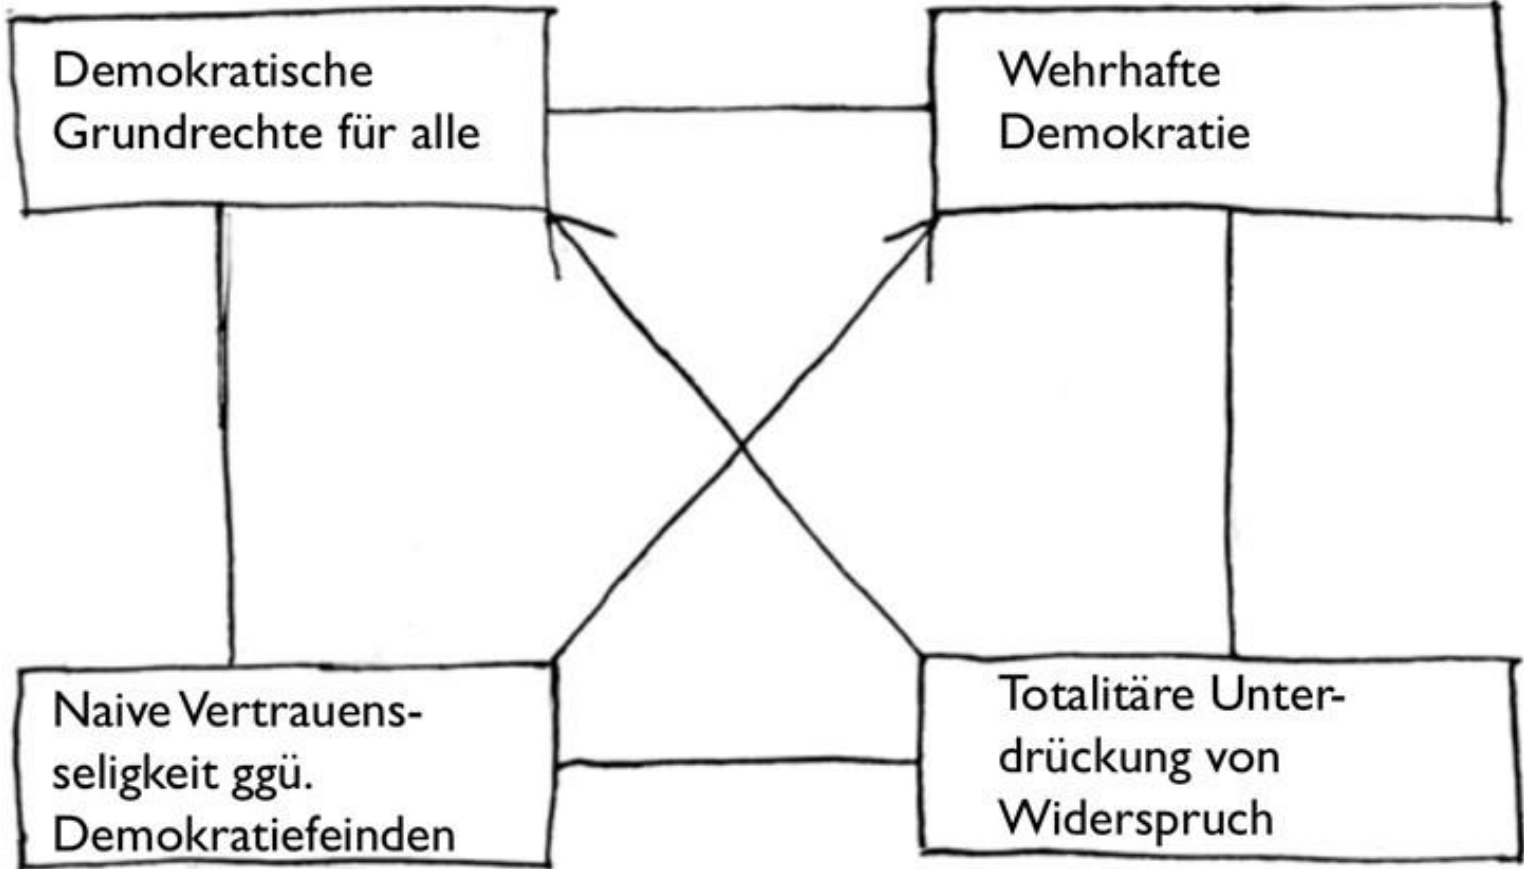 Demokratische
Grundrechte für alle
Wehrhafte
Demokratie
Naive Vertrauens-
seligkeit ggü.
Demokratiefeinden
Totalitäre Unter-
drückung von
Widerspruch